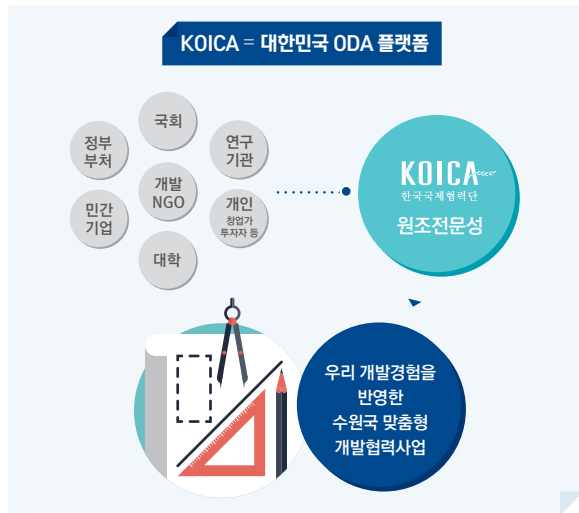 KOICA = 대한민국 ODA 플랫폼
국회
정부
부처
연구
기관
개발
NGO
민간
기업
개인
창업가
투자자 등
대학
KOICA
한국국제협력단
원조전문성
우리 개발경험을
반영한
수원국 맞춤형
개발협력사업